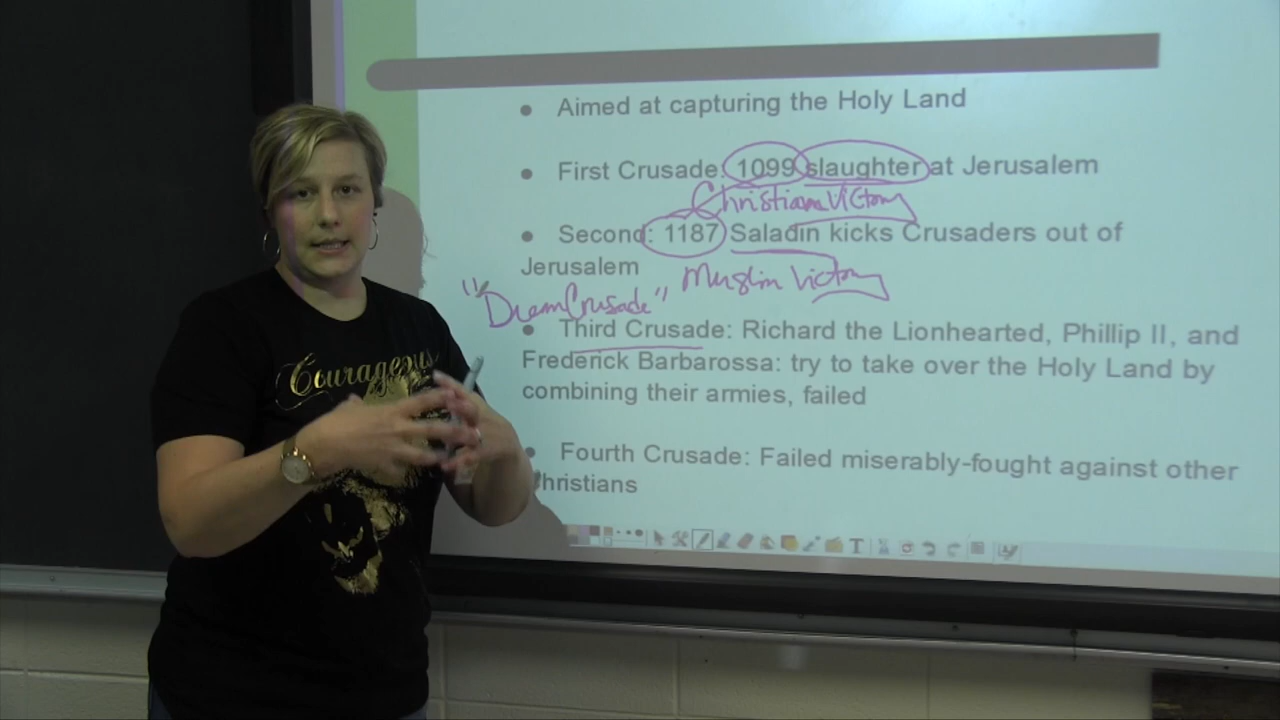 Aimed at capturing the Holy Land
First Crusade: 1099 slaughter at Jerusalem
Christian Victory
Second: 1187 Saladin kicks Crusaders out of
Jerusalem
Muslim Victory
"Dream Crusade"
Third Crusade: Richard the Lionhearted, Phillip II, and
Frederick Barbarossa: try to take over the Holy Land by
combining their armies, failed
Fourth Crusade: Failed miserably-fought against other
hristians
Courageous
T